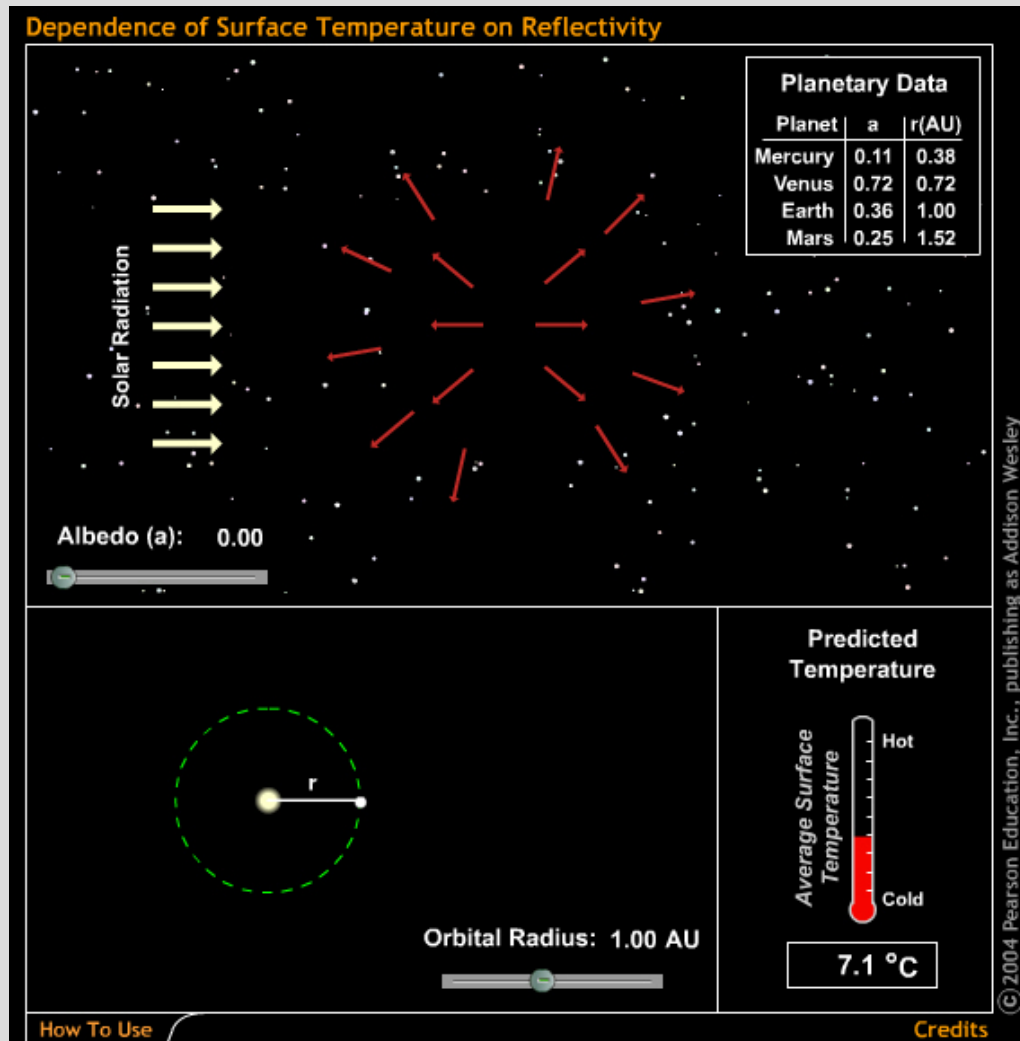 Dependence of Surface Temperature on Reflectivity
Planetary Data
Planet a r(AU)
Mercury 0.11 0.38
Venus 0.72 0.72
Earth 0.36 1.00
Mars 0.25 1.52
Solar Radiation
Albedo (a): 0.00
r
Orbital Radius: 1.00 AU
Predicted
Temperature
Average Surface
Temperature
Hot
Cold
7.1 °C
How To Use
Credits
©2004 Pearson Education, Inc., publishing as Addison Wesley